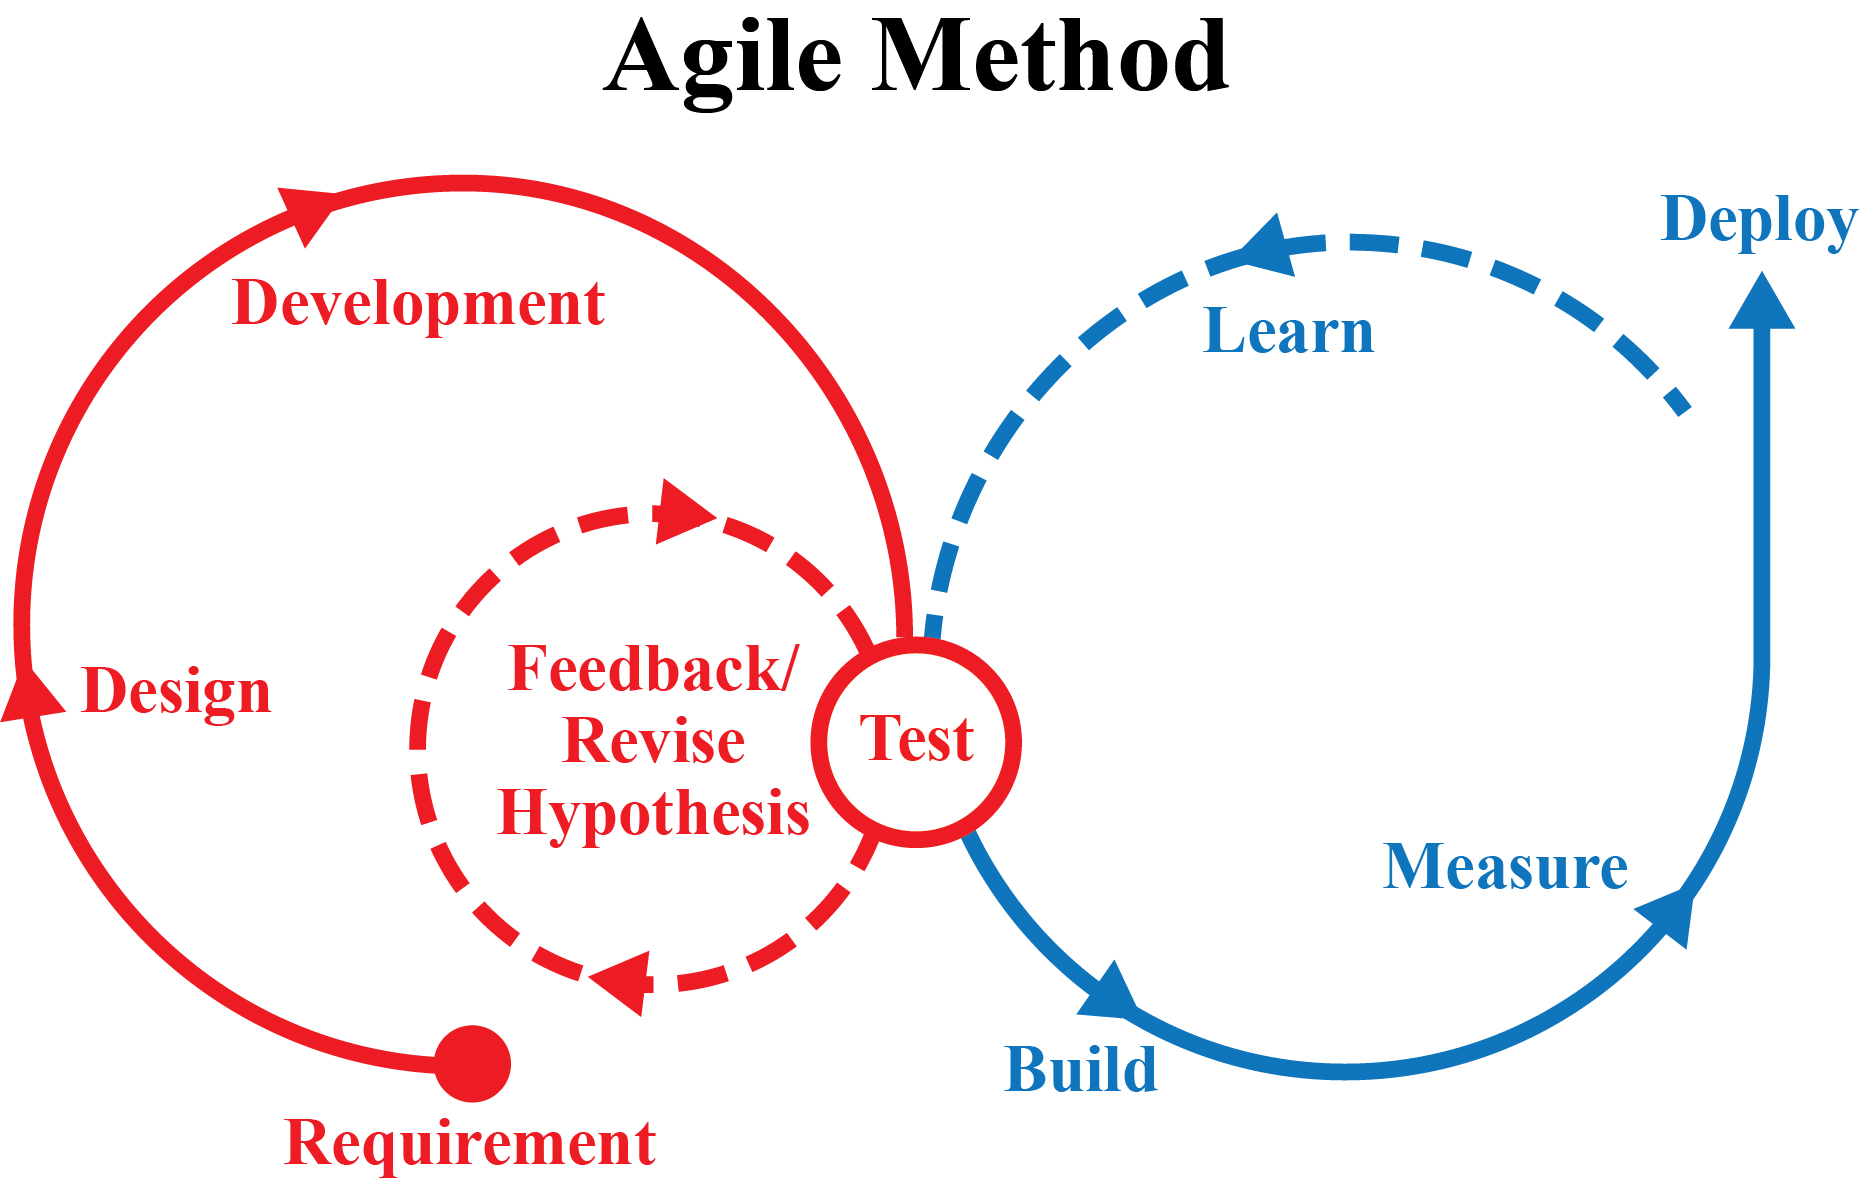 Agile Method
Deploy
Development
Learn
Feedback/
Revise
Hypothesis
Design
Test
Measure
Build
Requirement